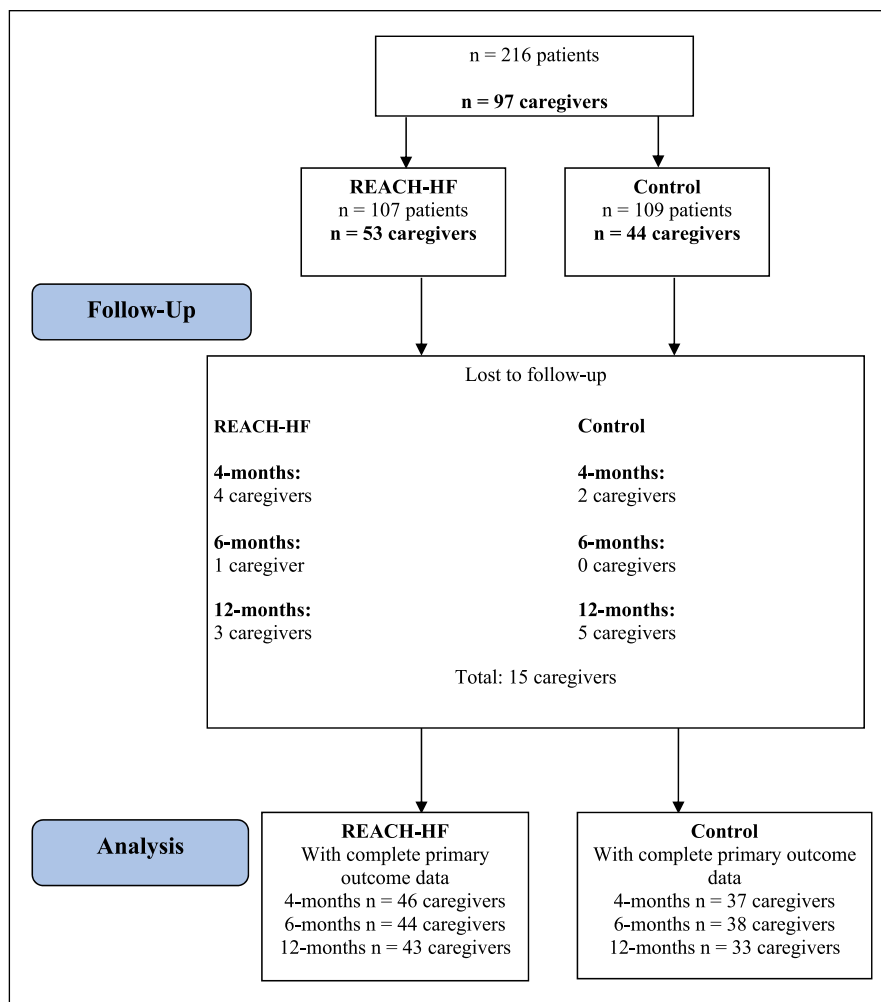 n = 216 patients
n = 97 caregivers
REACH-HF
n = 107 patients
n = 53 caregivers
Control
n = 109 patients
n = 44 caregivers
Follow-Up
Lost to follow-up
REACH-HF
4-months:
4 caregivers
6-months:
1 caregiver
12-months:
3 caregivers
Control
4-months:
2 caregivers
6-months:
0 caregivers
12-months:
5 caregivers
Total: 15 caregivers
Analysis
REACH-HF
With complete primary
outcome data
4-months n = 46 caregivers
6-months n = 44 caregivers
12-months n = 43 caregivers
Control
With complete primary outcome
data
4-months n = 37 caregivers
6-months n = 38 caregivers
12-months n = 33 caregivers